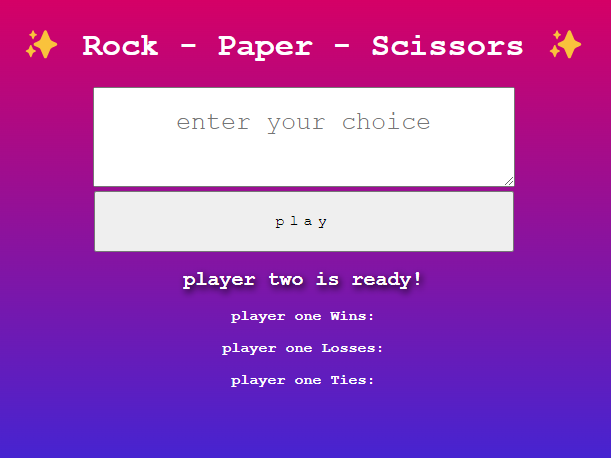 ✨ Rock - Paper - Scissors ✨
enter your choice
play
player two is ready!
player one Wins:
player one Losses:
player one Ties: